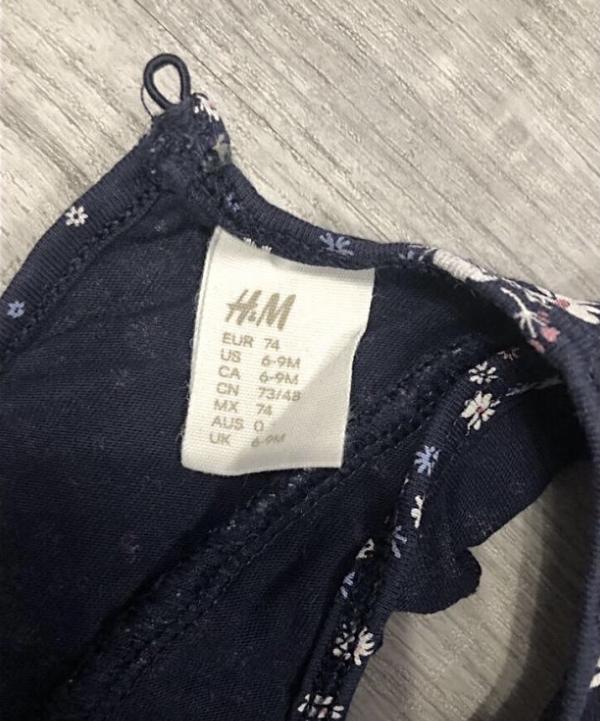 H&M
EUR 74
US 6-9M
CA 6-9M
CN 73/48
MX 74
AUS 0
UK 6-9M